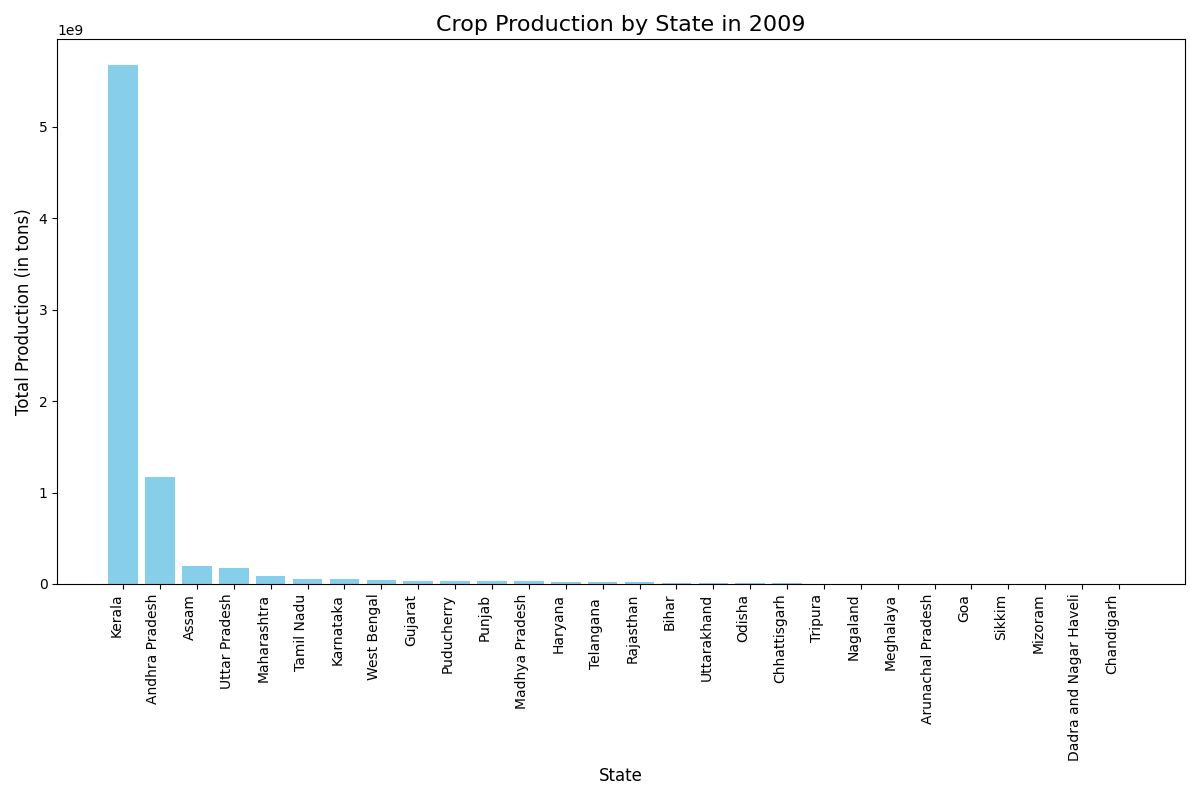 Crop Production by State in 2009
1e9
Total Production (in tons)
5
4
3
2
1
0
Kerala
Andhra Pradesh
Assam
Uttar Pradesh
Maharashtra
Tamil Nadu
Karnataka
West Bengal
Gujarat
Puducherry
Punjab
Madhya Pradesh
Haryana
Telangana
Rajasthan
Bihar
Uttarakhand
Odisha
Chhattisgarh
Tripura
Nagaland
Meghalaya
Arunachal Pradesh
Goa
Sikkim
Mizoram
Dadra and Nagar Haveli
Chandigarh
State